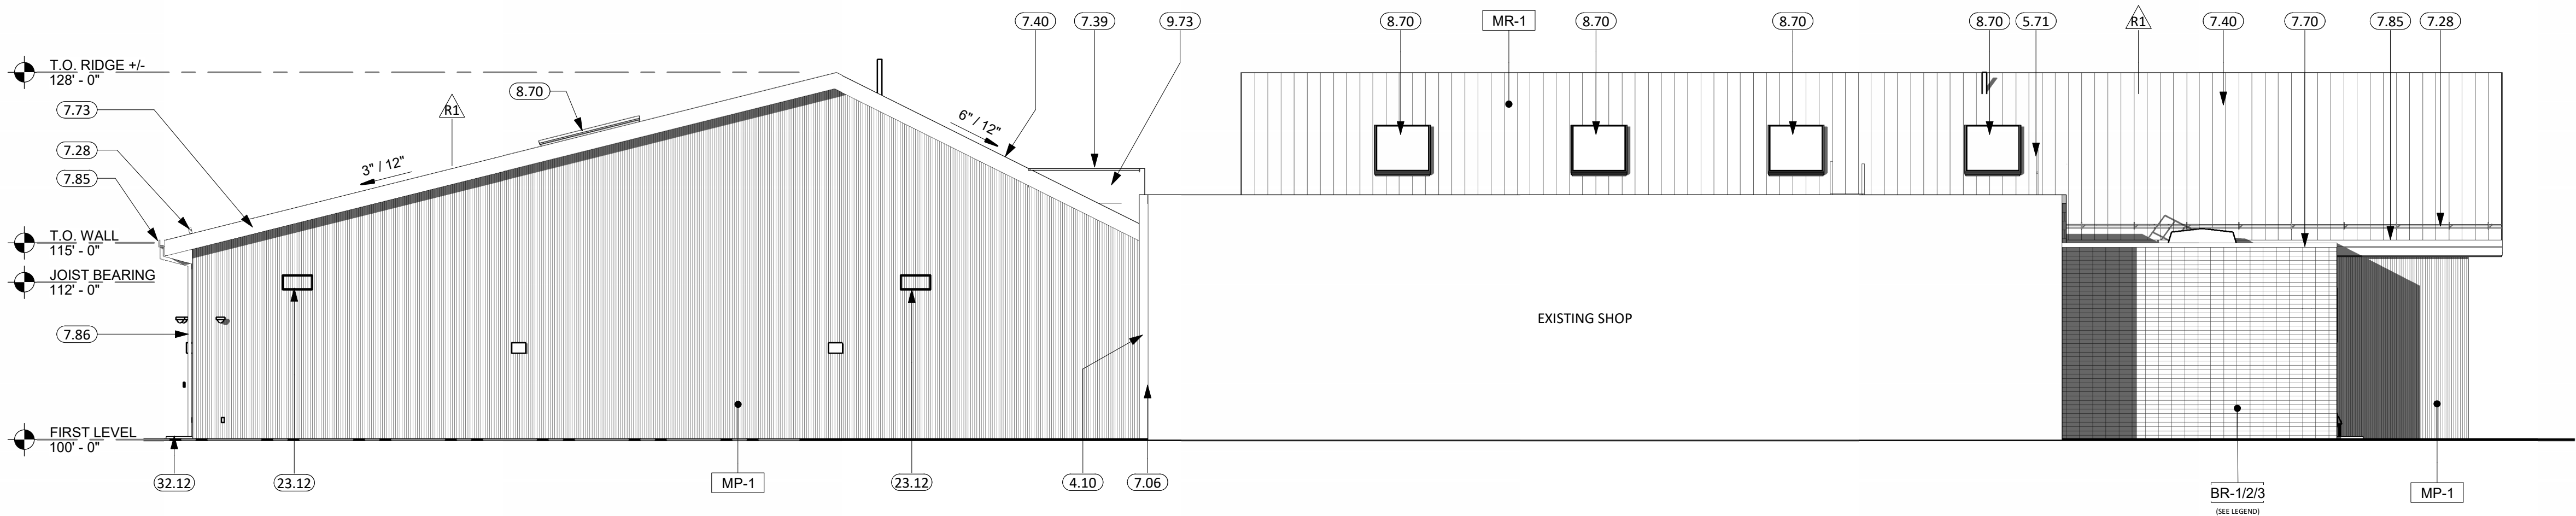 7.40
7.39
9.73
8.70
MR-1
8.70
8.70
8.70
5.71
R1
7.40
7.70
7.85
7.28
T.O. RIDGE +/-
128' - 0"
8.70
7.73
R1
6" / 12"
7.28
3" / 12"
7.85
T.O. WALL
115' - 0"
JOIST BEARING
112' - 0"
EXISTING SHOP
7.86
FIRST LEVEL
100' - 0"
32.12
23.12
MP-1
23.12
4.10
7.06
BR-1/2/3
(SEE LEGEND)
MP-1